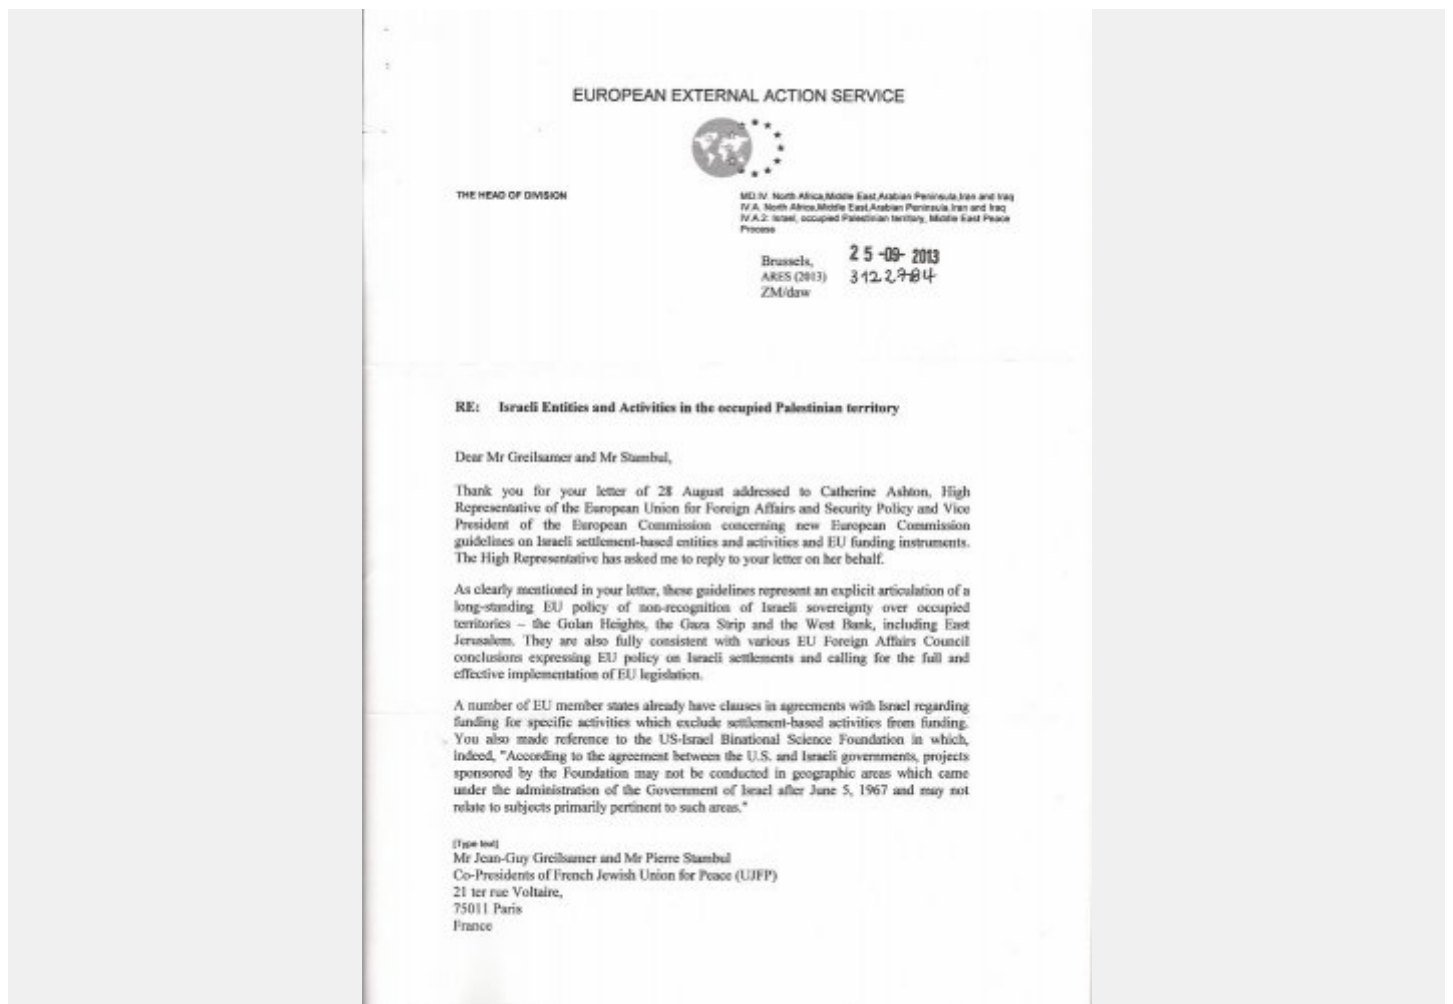 EUROPEAN EXTERNAL ACTION SERVICE
THE HEAD OF DIVISION
MD.IV. North Africa,Middle East,Arabian Peninsula,Iran and Iraq
IV.A. North Africa,Middle East,Arabian Peninsula,Iran and Iraq
IV.A.2: Israel, occupied Palestinian territory, Middle East Peace
Process
Brussels, 25 -09- 2013
ARES (2013) 3122784
ZM/daw
RE: Israeli Entities and Activities in the occupied Palestinian territory
Dear Mr Greilsamer and Mr Stambul,
Thank you for your letter of 28 August addressed to Catherine Ashton, High
Representative of the European Union for Foreign Affairs and Security Policy and Vice
President of the European Commission concerning new European Commission
guidelines on Israeli settlement-based entities and activities and EU funding instruments.
The High Representative has asked me to reply to your letter on her behalf.
As clearly mentioned in your letter, these guidelines represent an explicit articulation of a
long-standing EU policy of non-recognition of Israeli sovereignty over occupied
territories – the Golan Heights, the Gaza Strip and the West Bank, including East
Jerusalem. They are also fully consistent with various EU Foreign Affairs Council
conclusions expressing EU policy on Israeli settlements and calling for the full and
effective implementation of EU legislation.
A number of EU member states already have clauses in agreements with Israel regarding
funding for specific activities which exclude settlement-based activities from funding.
You also made reference to the US-Israel Binational Science Foundation in which,
indeed, "According to the agreement between the U.S. and Israeli governments, projects
sponsored by the Foundation may not be conducted in geographic areas which came
under the administration of the Government of Israel after June 5, 1967 and may not
relate to subjects primarily pertinent to such areas."
[Type text]
Mr Jean-Guy Greilsamer and Mr Pierre Stambul
Co-Presidents of French Jewish Union for Peace (UJFP)
21 ter rue Voltaire,
75011 Paris
France